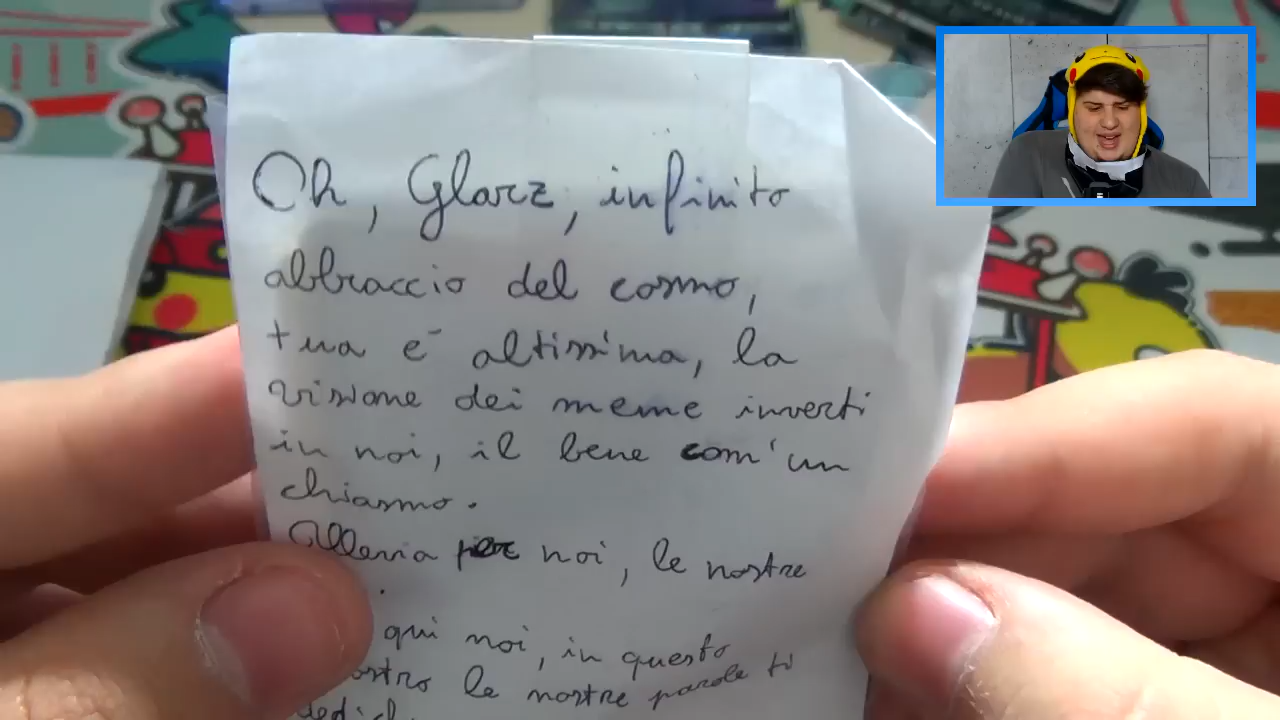 Oh, Glarz, infinito
abbraccio del cosmo,
tua è altissima, la
visione dei meme inverti
in noi, il bene com'un
chiasmo.
Allevia per noi, le nostre
qui noi, in questo
le nostre parole ti